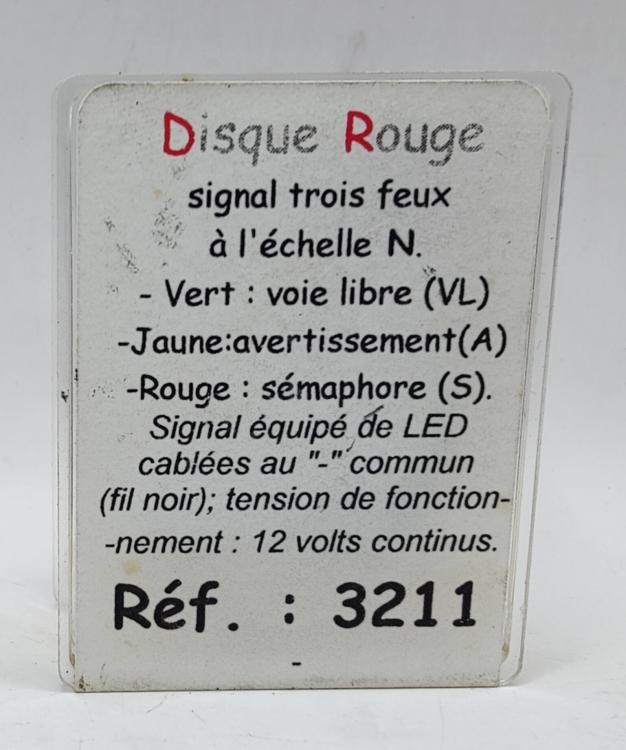 Disque Rouge
signal trois feux
à l'échelle N.
- Vert : voie libre (VL)
-Jaune:avertissement(A)
-Rouge : sémaphore (S).
Signal équipé de LED
cablées au "-" commun
(fil noir); tension de fonction-
-nement : 12 volts continus.
Réf. : 3211
-